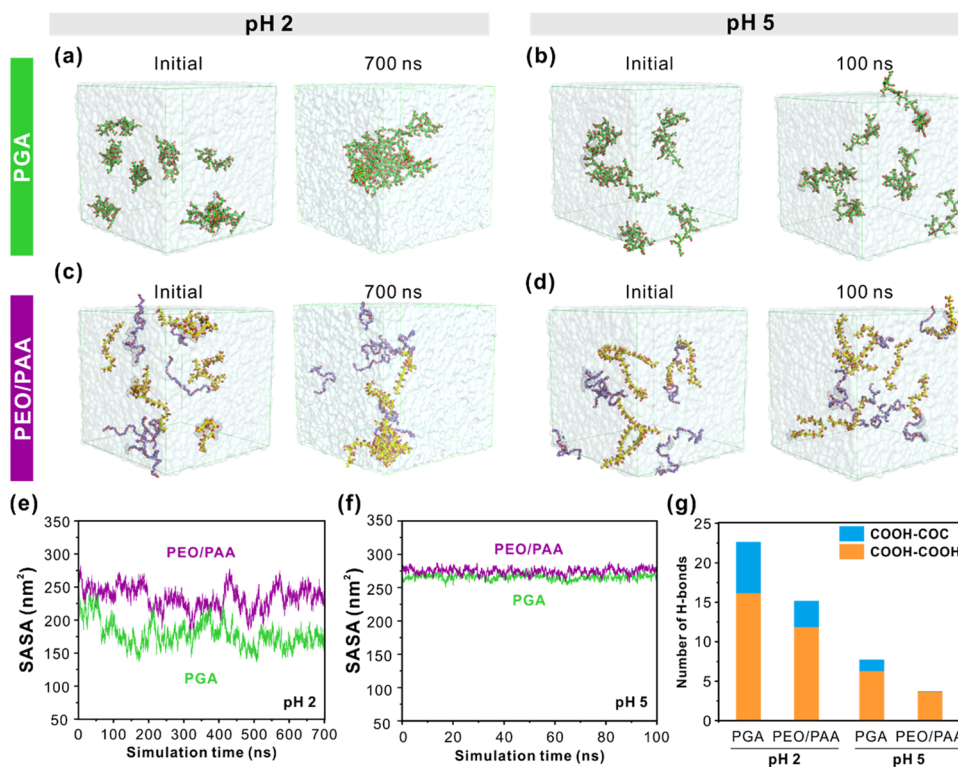 pH 2
pH 5
PGA
(a)
Initial
700 ns
(b)
Initial
100 ns
PEO/PAA
(c)
Initial
700 ns
(d)
Initial
100 ns
(e)
350
300
250
200
150
100
50
SASA (nm²)
PEO/PAA
PGA
pH 2
0 100 200 300 400 500 600 700
Simulation time (ns)
(f)
350
300
250
200
150
100
50
SASA (nm²)
PEO/PAA
PGA
pH 5
0 20 40 60 80 100
Simulation time (ns)
(g)
25
20
15
10
5
0
Number of H-bonds
COOH-COC
COOH-COOH
PGA PEO/PAA PGA PEO/PAA
pH 2 pH 5